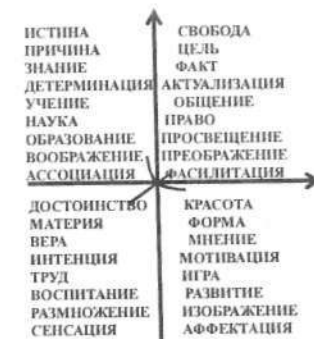 ИСТИНА СВОБОДА
ПРИЧИНА ЦЕЛЬ
ЗНАНИЕ ФАКТ
ДЕТЕРМИНАЦИЯ АКТУАЛИЗАЦИЯ
УЧЕНИЕ ОБЩЕНИЕ
НАУКА ПРАВО
ОБРАЗОВАНИЕ ПРОСВЕЩЕНИЕ
ВООБРАЖЕНИЕ ПРЕОБРАЖЕНИЕ
АССОЦИАЦИЯ ФАСИЛИТАЦИЯ
ДОСТОИНСТВО КРАСОТА
МАТЕРИЯ ФОРМА
ВЕРА МНЕНИЕ
ИНТЕНЦИЯ МОТИВАЦИЯ
ТРУД ИГРА
ВОСПИТАНИЕ РАЗВИТИЕ
РАЗМНОЖЕНИЕ ИЗОБРАЖЕНИЕ
СЕНСАЦИЯ АФФЕКТАЦИЯ